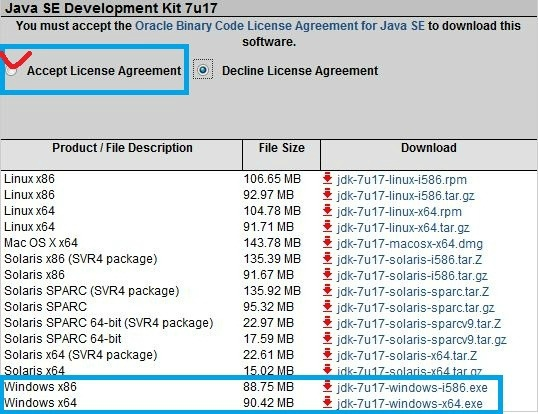 Java SE Development Kit 7u17
You must accept the Oracle Binary Code License Agreement for Java SE to download this
software.
Accept License Agreement Decline License Agreement
Product / File Description File Size Download
Linux x86 106.65 MB jdk-7u17-linux-i586.rpm
Linux x86 92.97 MB jdk-7u17-linux-i586.tar.gz
Linux x64 104.78 MB jdk-7u17-linux-x64.rpm
Linux x64 91.71 MB jdk-7u17-linux-x64.tar.gz
Mac OS X x64 143.78 MB jdk-7u17-macosx-x64.dmg
Solaris x86 (SVR4 package) 135.39 MB jdk-7u17-solaris-i586.tar.Z
Solaris x86 91.67 MB jdk-7u17-solaris-i586.tar.gz
Solaris SPARC (SVR4 package) 135.92 MB jdk-7u17-solaris-sparc.tar.Z
Solaris SPARC 95.32 MB jdk-7u17-solaris-sparc.tar.gz
Solaris SPARC 64-bit (SVR4 package) 22.97 MB jdk-7u17-solaris-sparcv9.tar.Z
Solaris SPARC 64-bit 17.59 MB jdk-7u17-solaris-sparcv9.tar.gz
Solaris x64 (SVR4 package) 22.61 MB jdk-7u17-solaris-x64.tar.Z
Solaris x64 15.02 MB jdk-7u17-solaris-x64.tar.gz
Windows x86 88.75 MB jdk-7u17-windows-i586.exe
Windows x64 90.42 MB jdk-7u17-windows-x64.exe